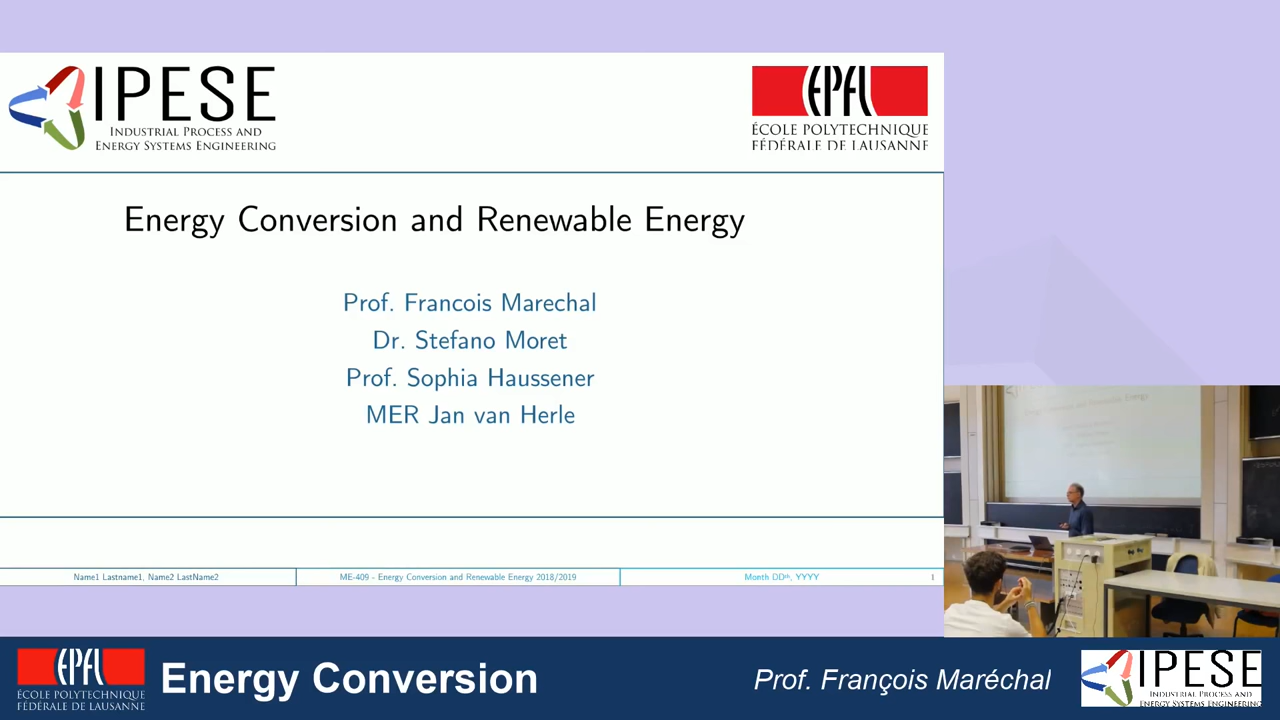 IPESE
INDUSTRIAL PROCESS AND
ENERGY SYSTEMS ENGINEERING
EPFL
ÉCOLE POLYTECHNIQUE
FÉDÉRALE DE LAUSANNE
Energy Conversion and Renewable Energy
Prof. Francois Marechal
Dr. Stefano Moret
Prof. Sophia Haussener
MER Jan van Herle
Name1 Lastname1, Name2 LastName2
ME-409 - Energy Conversion and Renewable Energy 2018/2019
Month DDth, YYYY
1
EPFL
ÉCOLE POLYTECHNIQUE
FÉDÉRALE DE LAUSANNE
Energy Conversion
Prof. François Maréchal
IPESE
INDUSTRIAL PROCESS AND
ENERGY SYSTEMS ENGINEERING